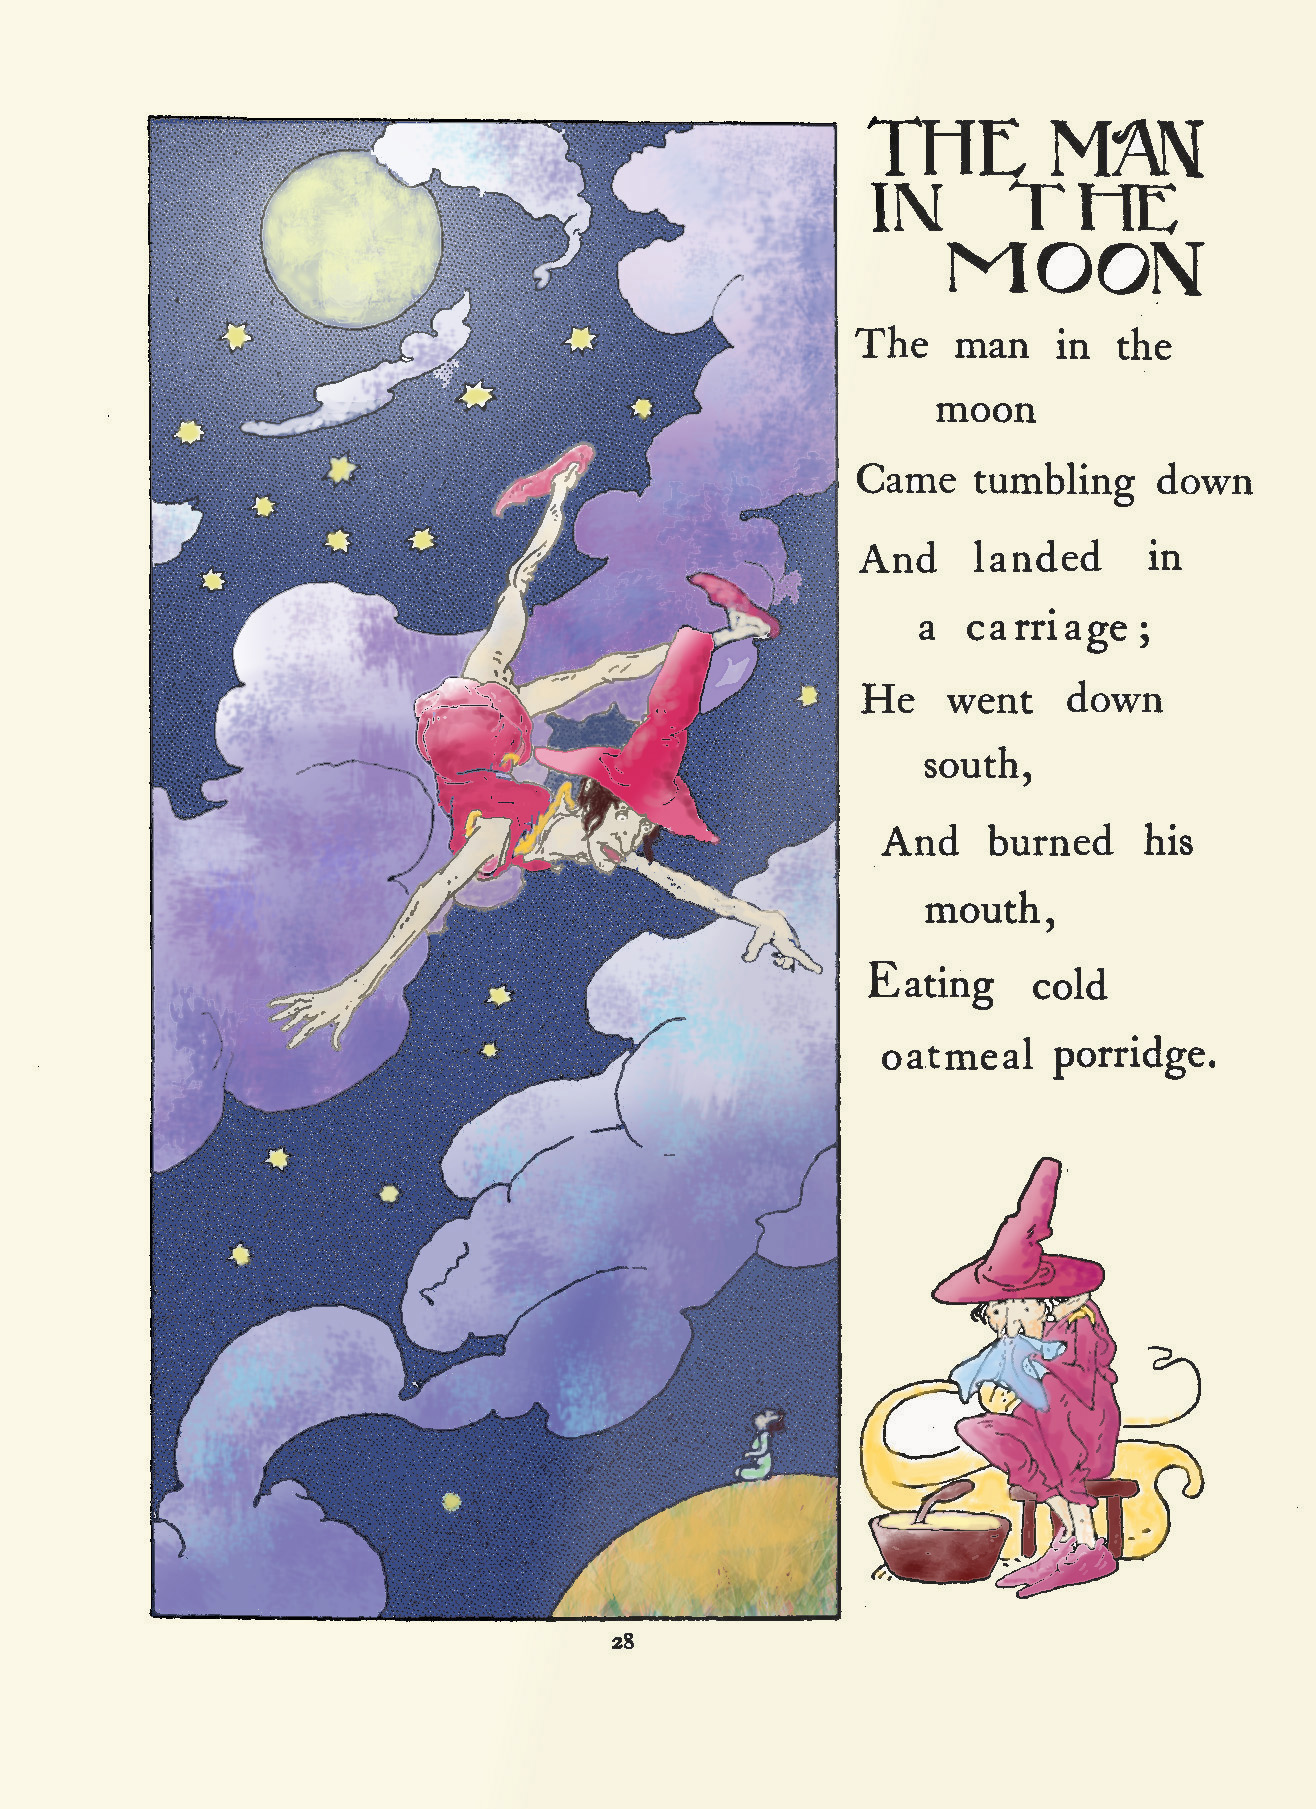 THE MAN
IN THE
MOON
The man in the
moon
Came tumbling down
And landed in
a carriage;
He went down
south,
And burned his
mouth,
Eating cold
oatmeal porridge.
28